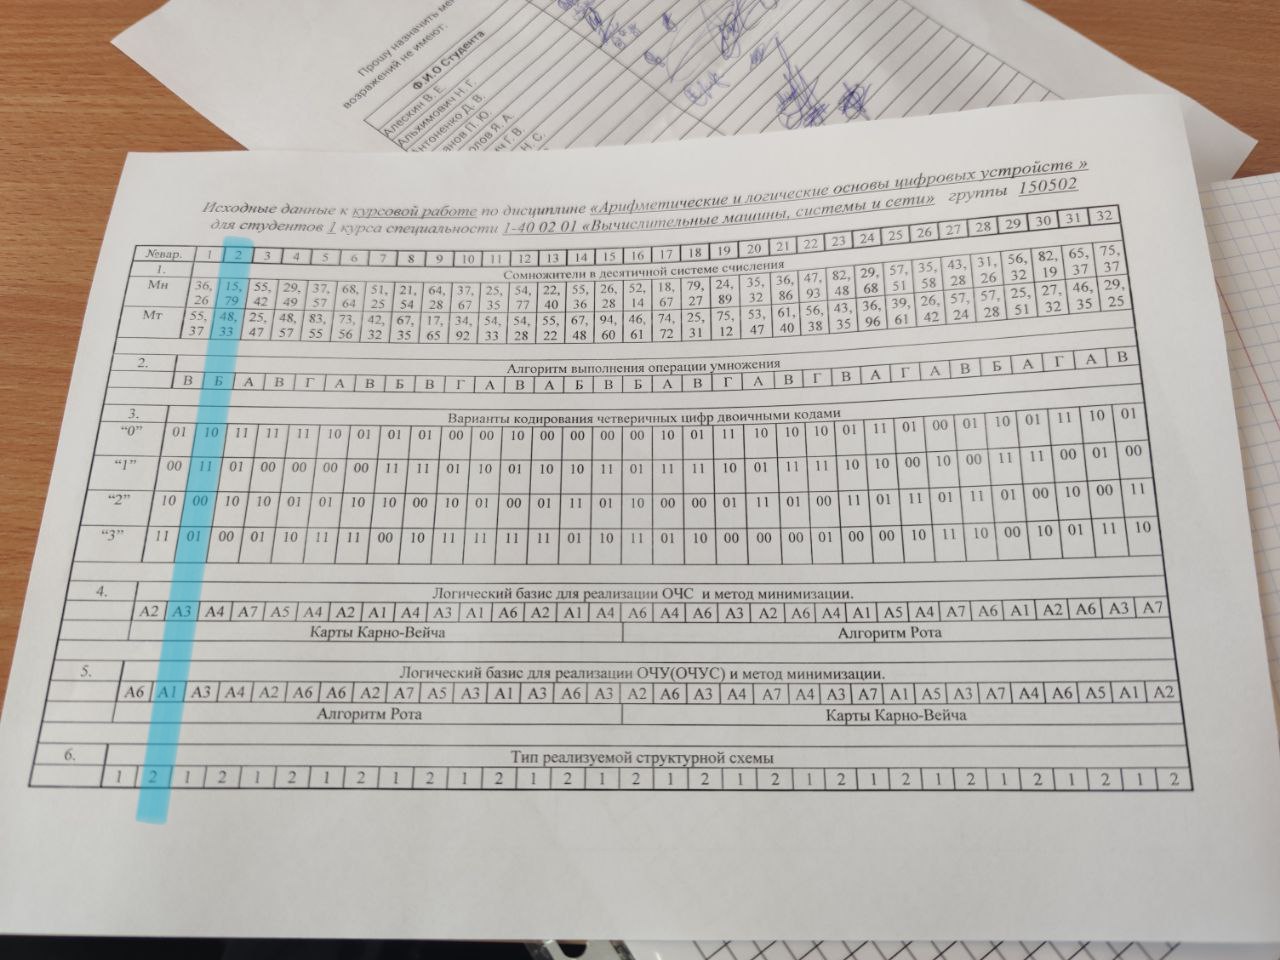 Прошу назначить
возражений не имеют:
Ф.И.О Студента
Алескин В. Е.
Альхимович Н. Г.
Антоненко Д. В.
П. Ю.
Я. А.
Г. В.
Н. С.
Исходные данные к курсовой работе по дисциплине «Арифметические и логические основы цифровых устройств »
для студентов 1 курса специальности 1-40 02 01 «Вычислительные машины, системы и сети» группы 150502
№вар. 1 2 3 4 5 6 7 8 9 10 11 12 13 14 15 16 17 18 19 20 21 22 23 24 25 26 27 28 29 30 31 32
1. Сомножители в десятичной системе счисления
Мн 36, 15, 55, 29, 37, 68, 51, 21, 64, 37, 25, 54, 22, 55, 26, 52, 18, 79, 24, 35, 36, 47, 82, 29, 57, 35, 43, 31, 56, 82, 65, 75,
26 79 42 49 57 64 21 54 28 67 35 77 40 36 28 14 67 27 89 32 86 93 48 68 51 58 28 26 32 19 37 37
Мт 55, 48, 25, 48, 83, 73, 42, 67, 17, 34, 54, 54, 55, 67, 94, 46, 74, 25, 75, 53, 61, 56, 43, 36, 39, 26, 57, 57, 25, 27, 46, 29,
37 33 47 57 55 56 32 35 65 92 33 28 22 48 60 61 72 31 12 47 40 38 35 96 61 42 24 28 51 32 35 25
2. Алгоритм выполнения операции умножения
В Б А В Г А В Б В Г А В А Б В Б А В Г А В Г В А Г А В Б А Г А В
3. Варианты кодирования четверичных цифр двоичными кодами
“0” 01 10 11 11 11 10 01 01 01 00 00 10 00 00 00 00 10 01 11 10 10 10 01 11 01 00 01 10 01 11 10 01
“1” 00 11 01 00 00 00 00 11 11 01 10 01 10 10 11 01 11 11 10 01 11 11 10 10 00 10 00 11 11 00 01 00
“2” 10 00 10 10 01 01 10 10 00 10 01 00 01 11 01 10 00 00 01 11 01 00 11 01 11 01 11 01 00 10 00 11
“3” 11 01 00 01 10 11 11 00 10 11 11 11 11 01 10 11 01 10 00 00 00 01 00 00 10 11 10 00 10 01 11 10
4. Логический базис для реализации ОЧС и метод минимизации.
А2 А3 А4 А7 А5 А4 А2 А1 А4 А3 А1 А6 А2 А1 А4 А6 А4 А6 А3 А2 А6 А4 А1 А5 А4 А7 А6 А1 А2 А6 А3 А7
Карты Карно-Вейча Алгоритм Рота
5. Логический базис для реализации ОЧУ(ОЧУС) и метод минимизации.
А6 А1 А3 А4 А2 А6 А6 А2 А7 А5 А3 А1 А3 А6 А3 А2 А6 А3 А4 А7 А4 А3 А7 А1 А5 А3 А7 А4 А6 А5 А1 А2
Алгоритм Рота Карты Карно-Вейча
6. Тип реализуемой структурной схемы
1 2 1 2 1 2 1 2 1 2 1 2 1 2 1 2 1 2 1 2 1 2 1 2 1 2 1 2 1 2 1 2